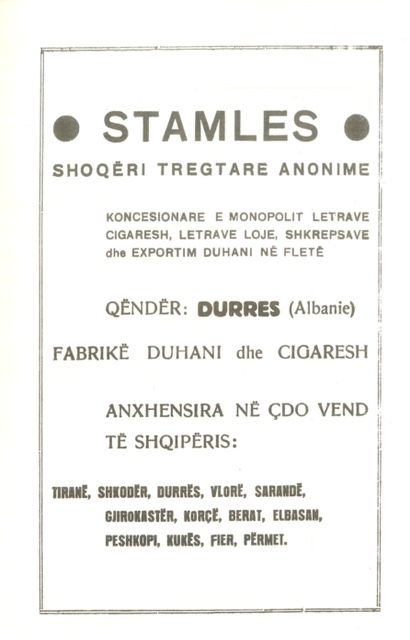 ● STAMLES ●
SHOQËRI TREGTARE ANONIME
KONCESIONARE E MONOPOLIT LETRAVE
CIGARESH, LETRAVE LOJE, SHKREPSAVE
dhe EXPORTIM DUHANI NË FLETË
QËNDËR: DURRES (Albanie)
FABRIKË DUHANI dhe CIGARESH
ANXHENSIRA NË ÇDO VEND
TË SHQIPËRIS:
TIRANË, SHKODËR, DURRËS, VLORË, SARANDË,
GJIROKASTËR, KORÇË, BERAT, ELBASAN,
PESHKOPI, KUKËS, FIER, PËRMET.